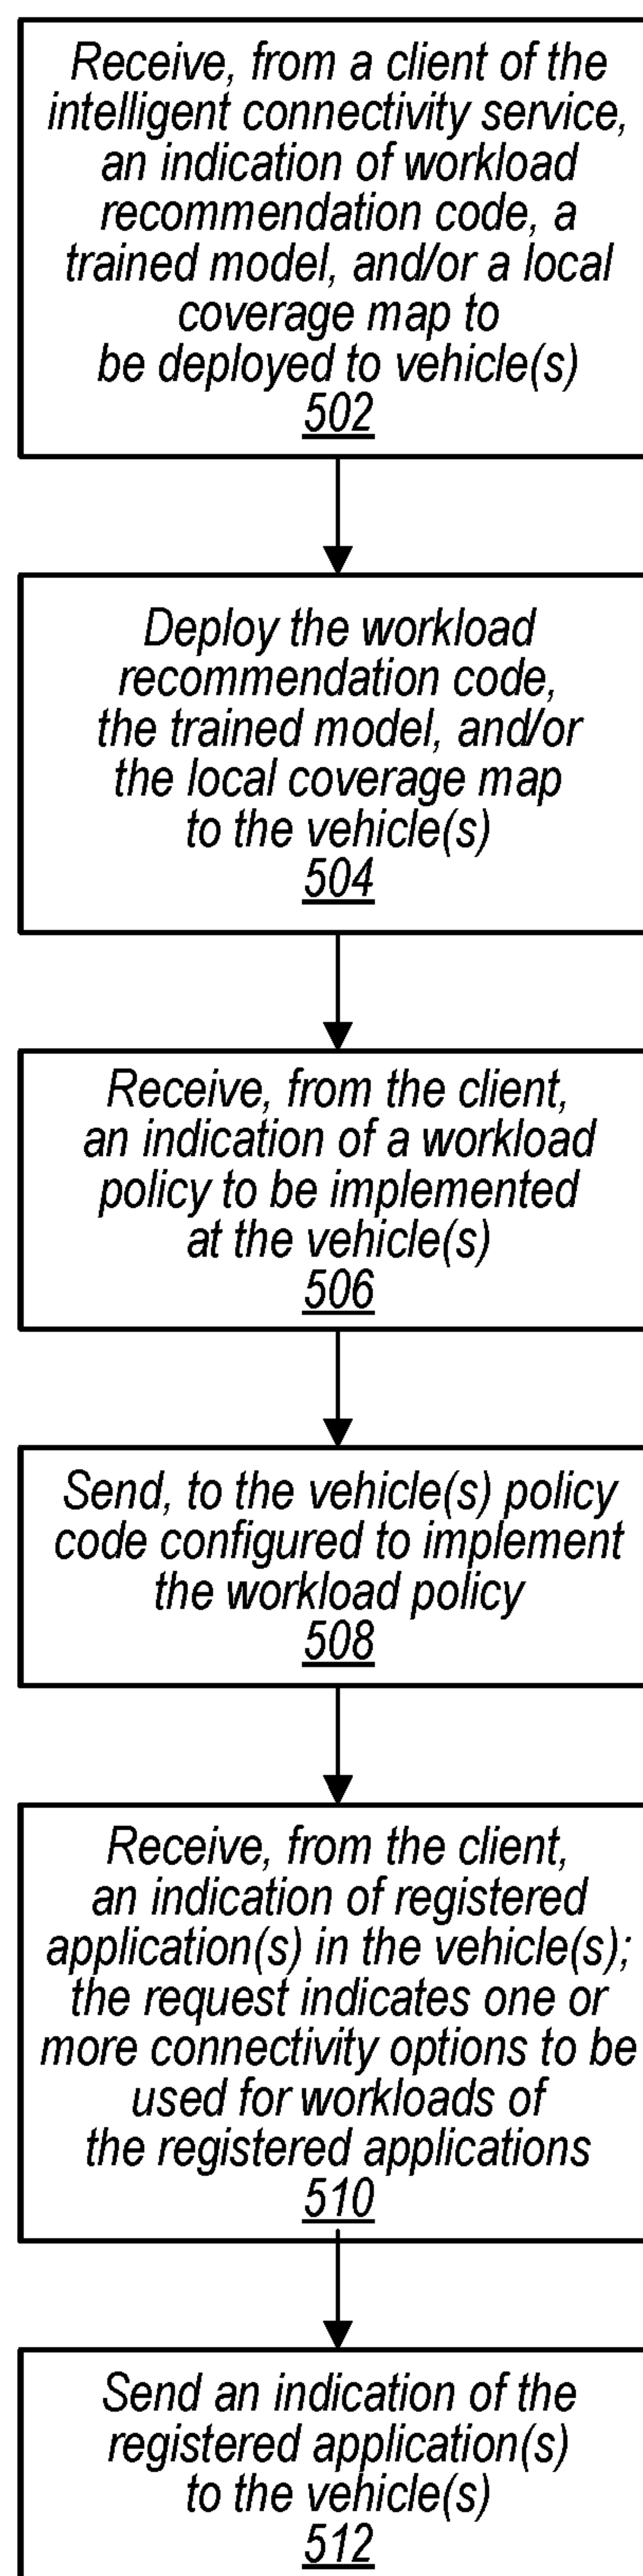 Receive, from a client of the
intelligent connectivity service,
an indication of workload
recommendation code, a
trained model, and/or a local
coverage map to
be deployed to vehicle(s)
502
Deploy the workload
recommendation code,
the trained model, and/or
the local coverage map
to the vehicle(s)
504
Receive, from the client,
an indication of a workload
policy to be implemented
at the vehicle(s)
506
Send, to the vehicle(s) policy
code configured to implement
the workload policy
508
Receive, from the client,
an indication of registered
application(s) in the vehicle(s);
the request indicates one or
more connectivity options to be
used for workloads of
the registered applications
510
Send an indication of the
registered application(s)
to the vehicle(s)
512